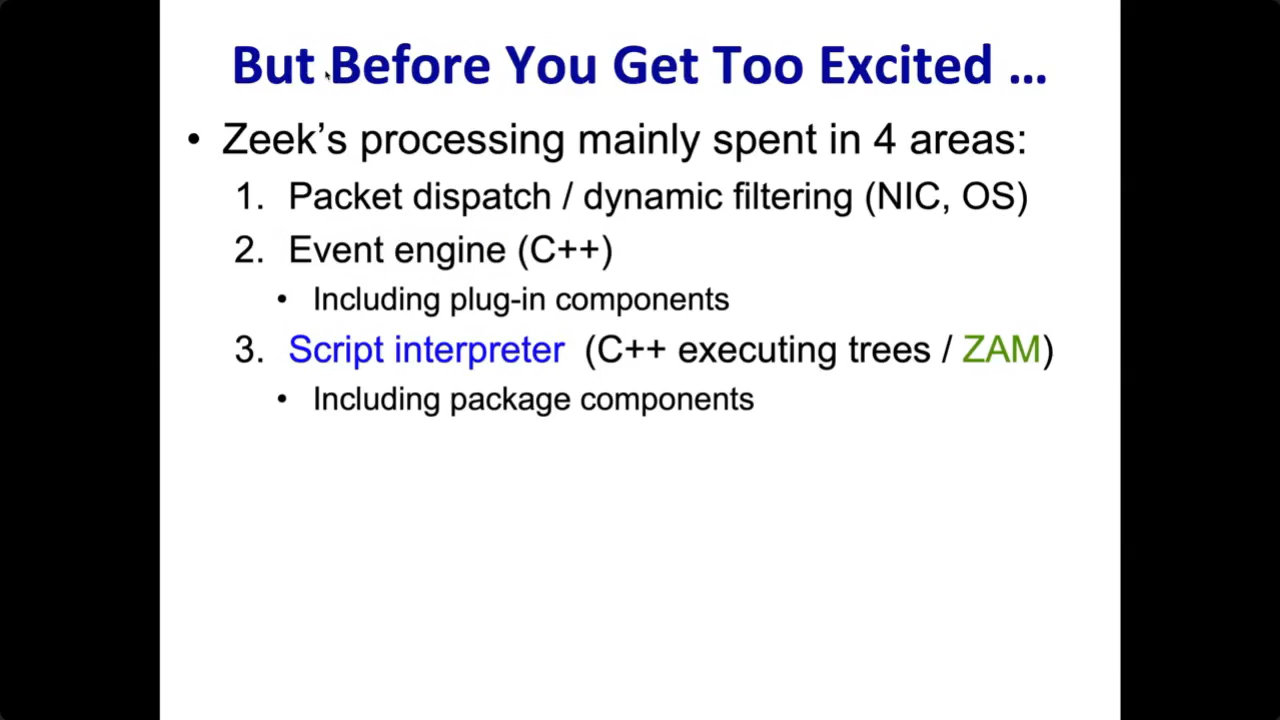 But Before You Get Too Excited ...
• Zeek’s processing mainly spent in 4 areas:
1. Packet dispatch / dynamic filtering (NIC, OS)
2. Event engine (C++)
• Including plug-in components
3. Script interpreter (C++ executing trees / ZAM)
• Including package components